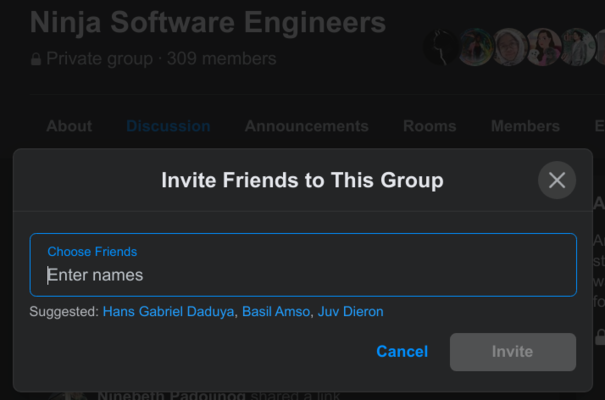 Ninja Software Engineers
Private group · 309 members
About Discussion Announcements Rooms Members E
Invite Friends to This Group
Choose Friends
Enter names
Suggested: Hans Gabriel Daduya, Basil Amso, Juv Dieron
Cancel Invite
Ninebeth Padojinog shared a link